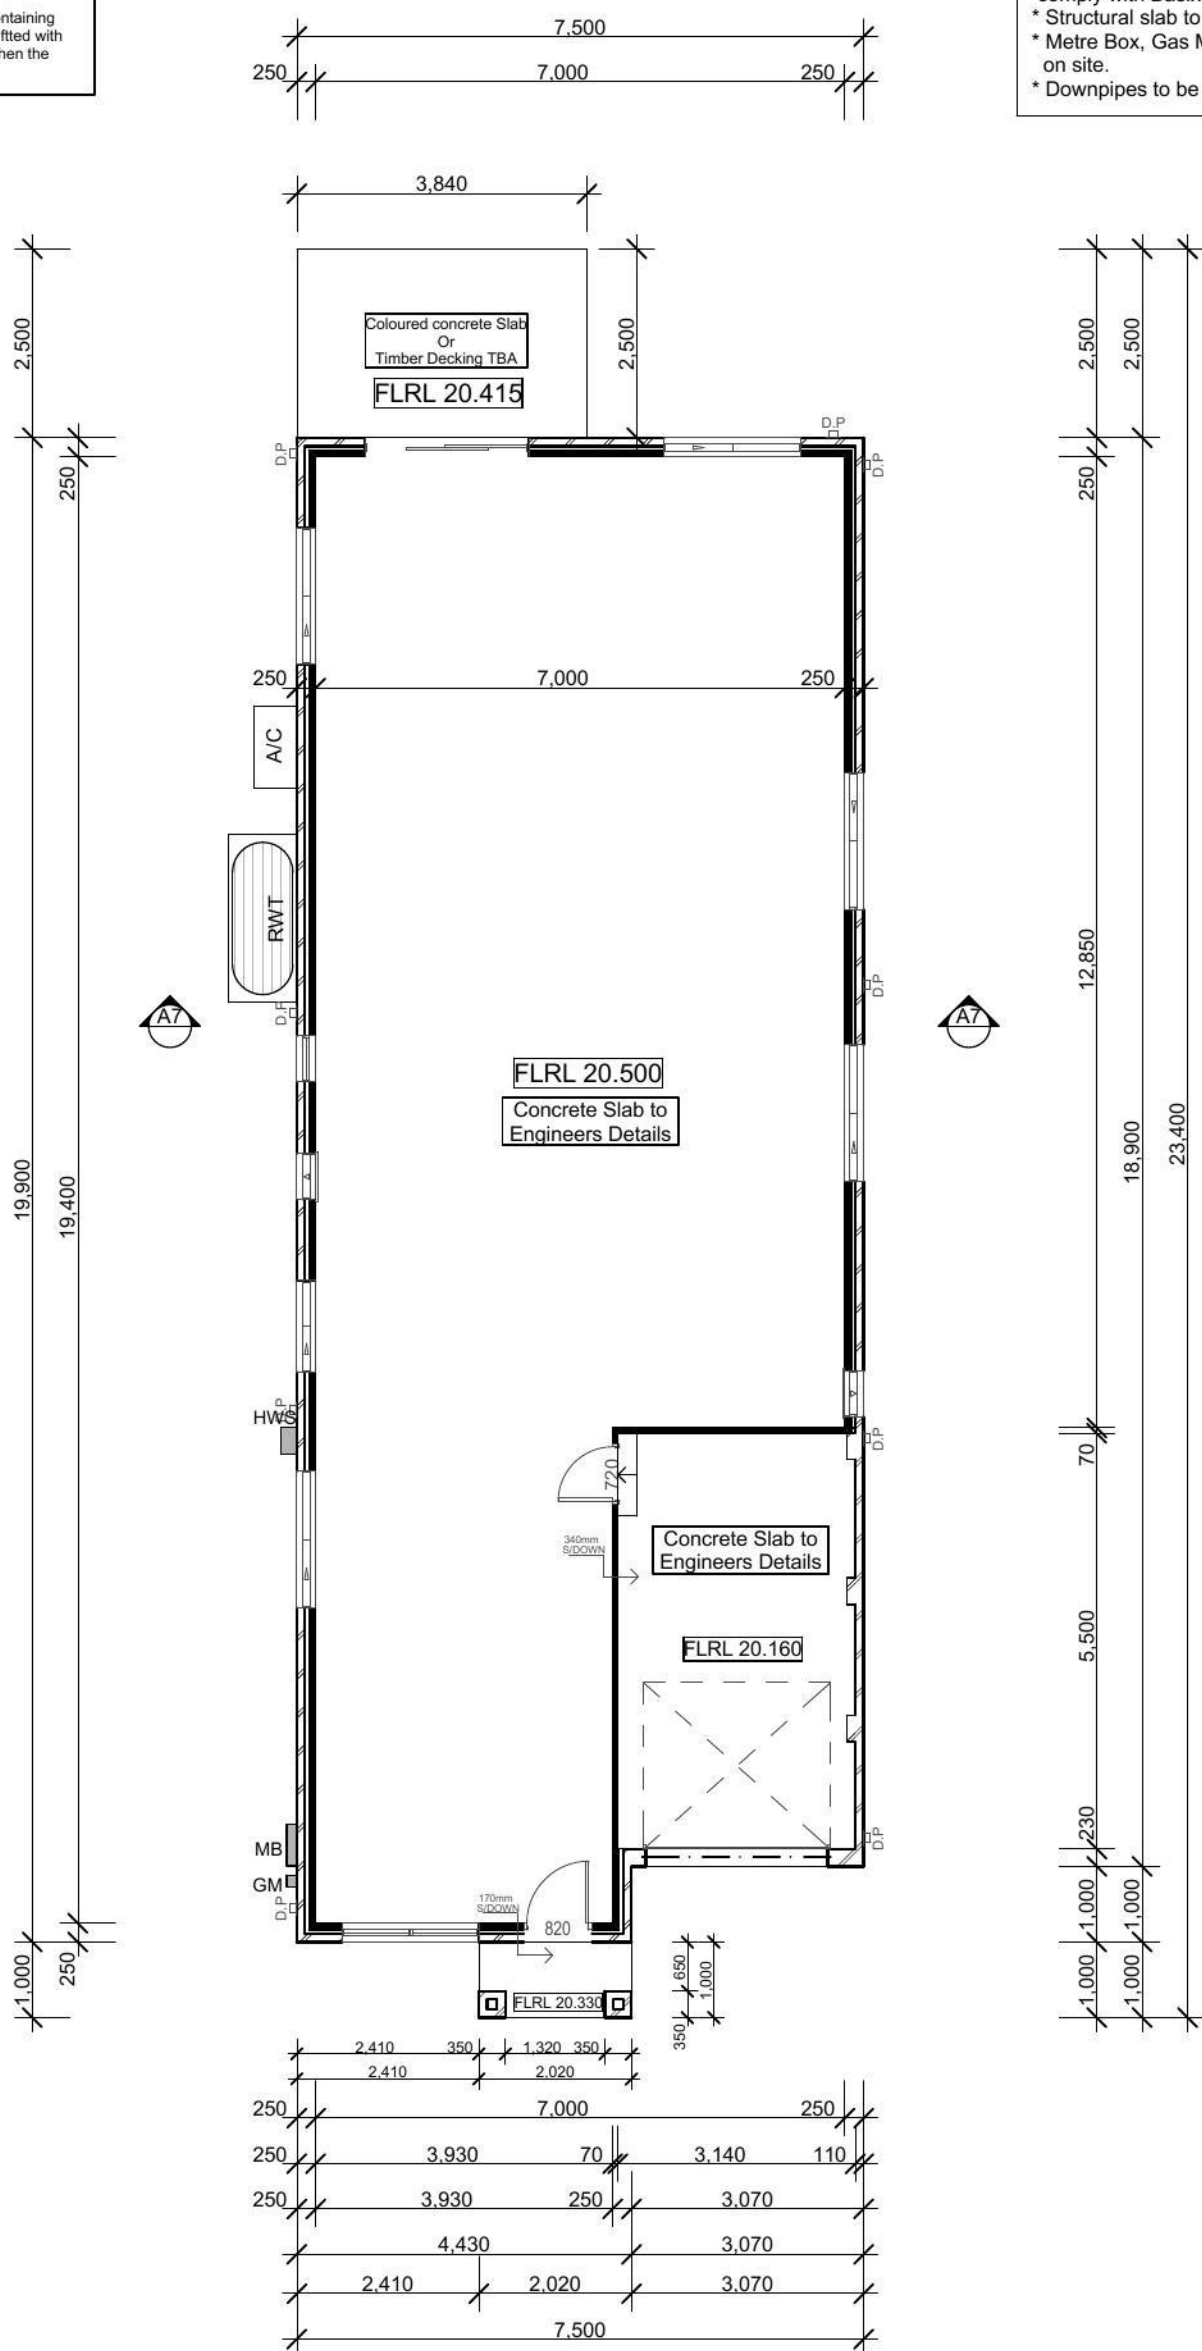 ntaining
ftted with
hen the
* Structural slab to
* Metre Box, Gas M
on site.
* Downpipes to be
7,500
250
7,000
250
3,840
2,500
2,500
2,500
2,500
Coloured concrete Slab
Or
Timber Decking TBA
FLRL 20.415
D.P
D.P
D.P
250
250
250
7,000
250
A/C
RWT
D.P
D.P
A7
A7
12,850
FLRL 20.500
Concrete Slab to
Engineers Details
19,900
19,400
18,900
23,400
D.P
HWS
D.P
70
720
340mm
S/DOWN
Concrete Slab to
Engineers Details
FLRL 20.160
5,500
230
MB
GM
D.P
D.P
170mm
S/DOWN
820
1,000
250
1,000
1,000
1,000
1,000
650
1,000
350
FLRL 20.330
2,410
350
1,320
350
2,410
2,020
250
7,000
250
250
3,930
70
3,140
110
250
3,930
250
3,070
4,430
3,070
2,410
2,020
3,070
7,500